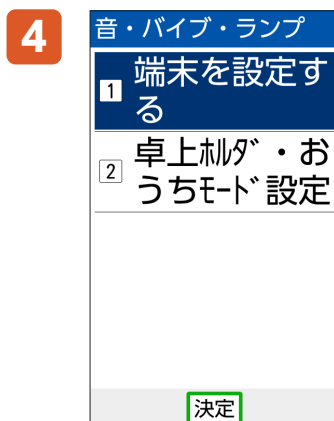 4
音・バイブ・ランプ
1 端末を設定す
る
2 卓上ﾎﾙﾀﾞ・お
うちﾓｰﾄﾞ設定
決定